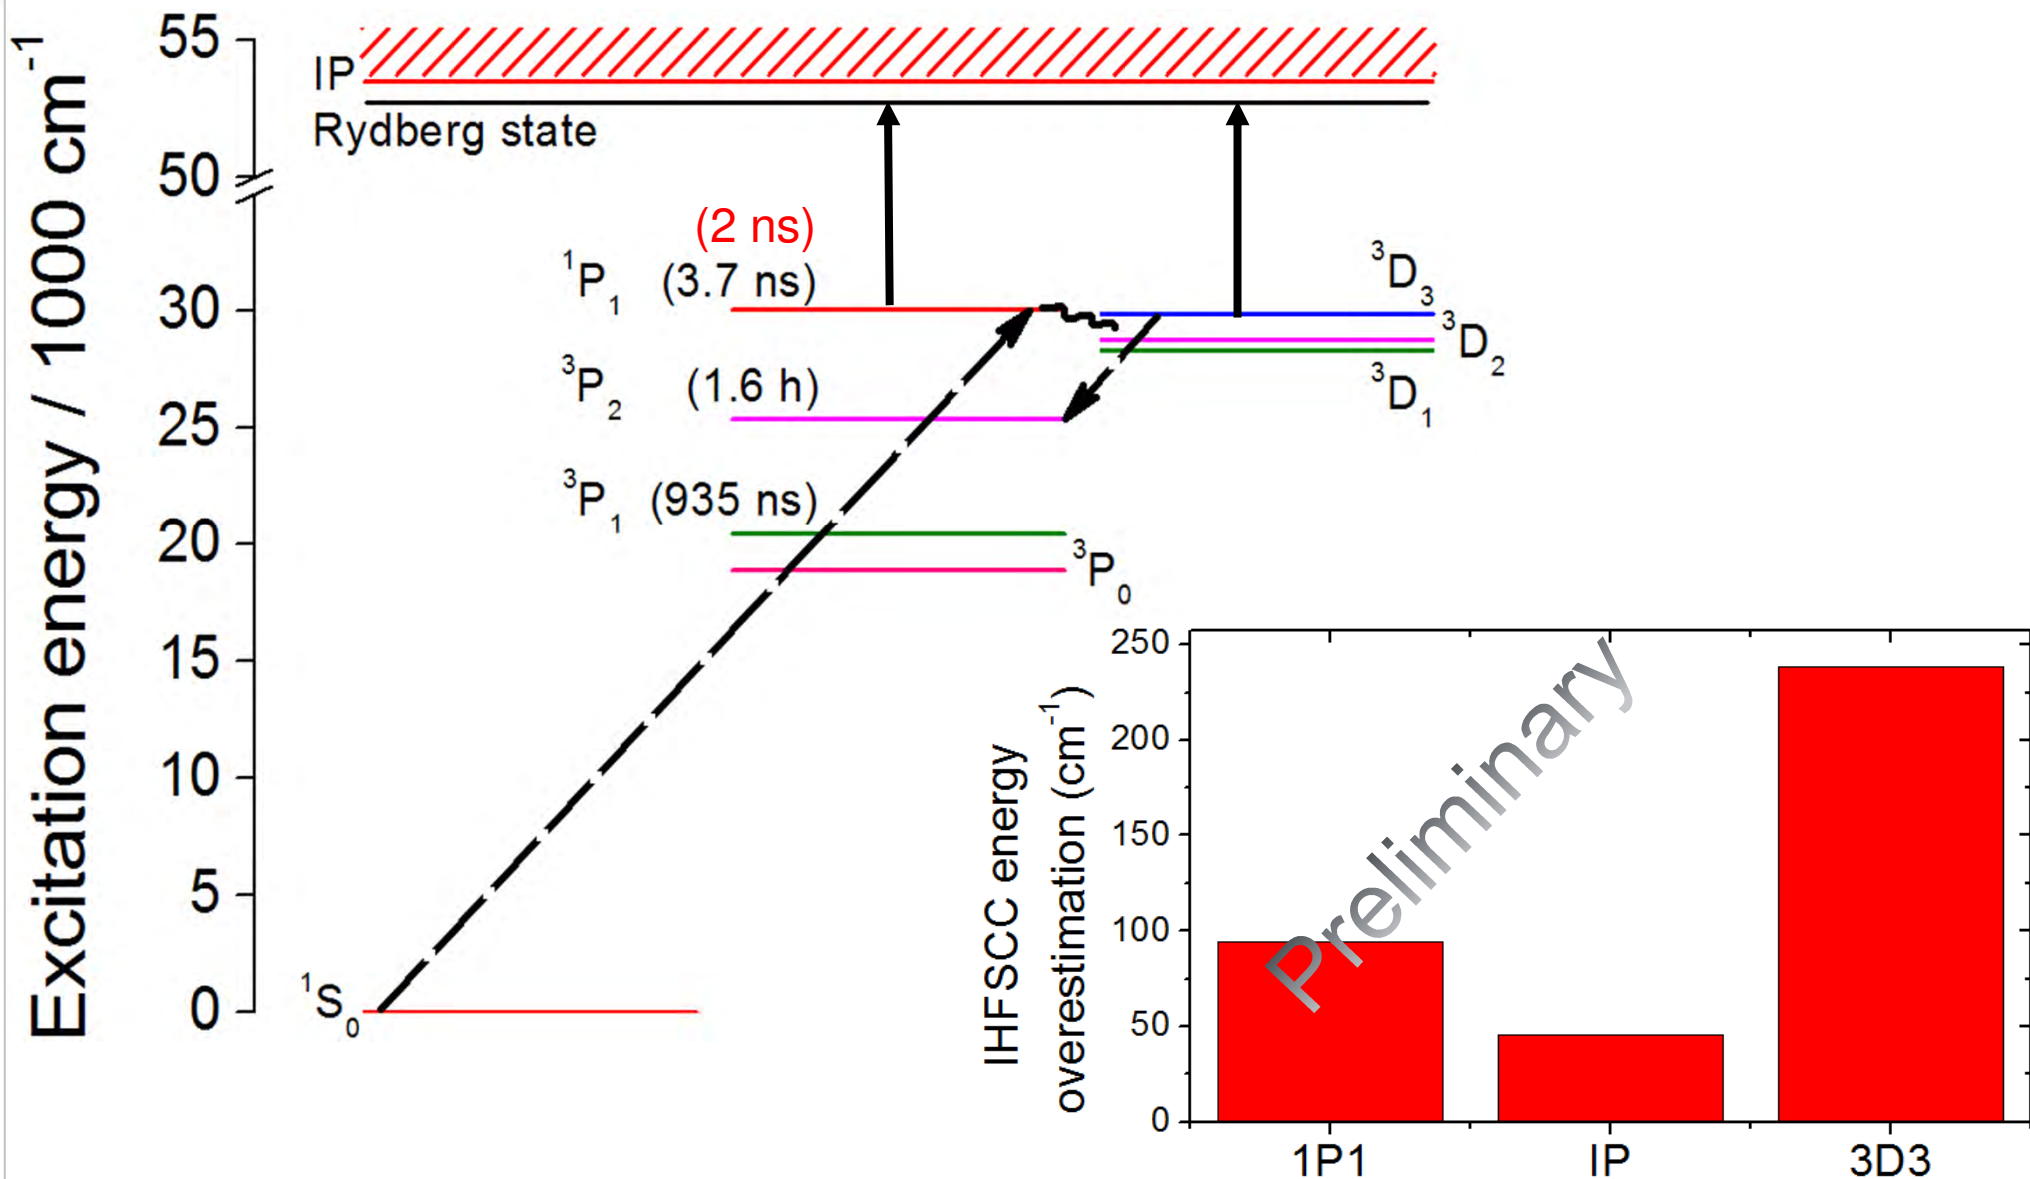 Excitation energy / 1000 cm⁻¹
55
50
30
25
20
15
10
5
0
IP
Rydberg state
(2 ns)
¹P₁ (3.7 ns)
³P₂ (1.6 h)
³P₁ (935 ns)
³P₀
³D₃
³D₂
³D₁
¹S₀
IHFSCC energy
overestimation (cm⁻¹)
250
200
150
100
50
0
Preliminary
1P1 IP 3D3